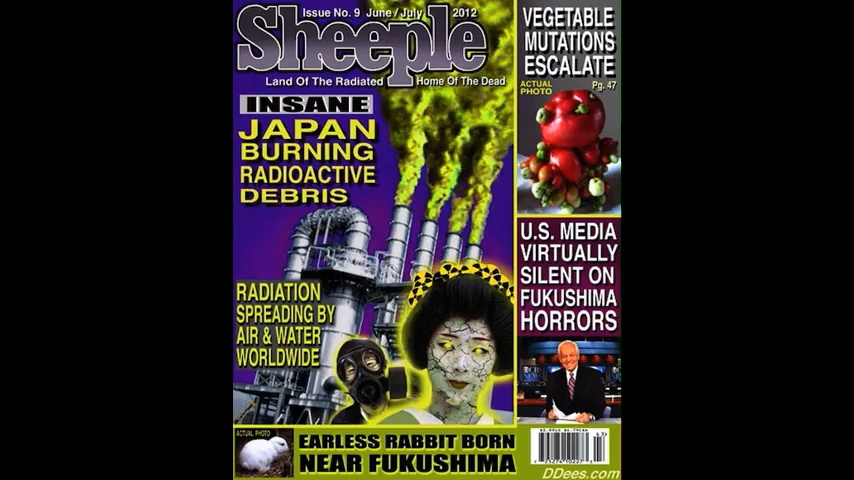 Issue No. 9 June / July 2012
Sheeple
Land Of The Radiated Home Of The Dead
INSANE
JAPAN
BURNING
RADIOACTIVE
DEBRIS
RADIATION
SPREADING BY
AIR & WATER
WORLDWIDE
VEGETABLE
MUTATIONS
ESCALATE
ACTUAL
PHOTO
Pg. 47
U.S. MEDIA
VIRTUALLY
SILENT ON
FUKUSHIMA
HORRORS
CBS NEWS
ACTUAL PHOTO
EARLESS RABBIT BORN
NEAR FUKUSHIMA
DDees.com